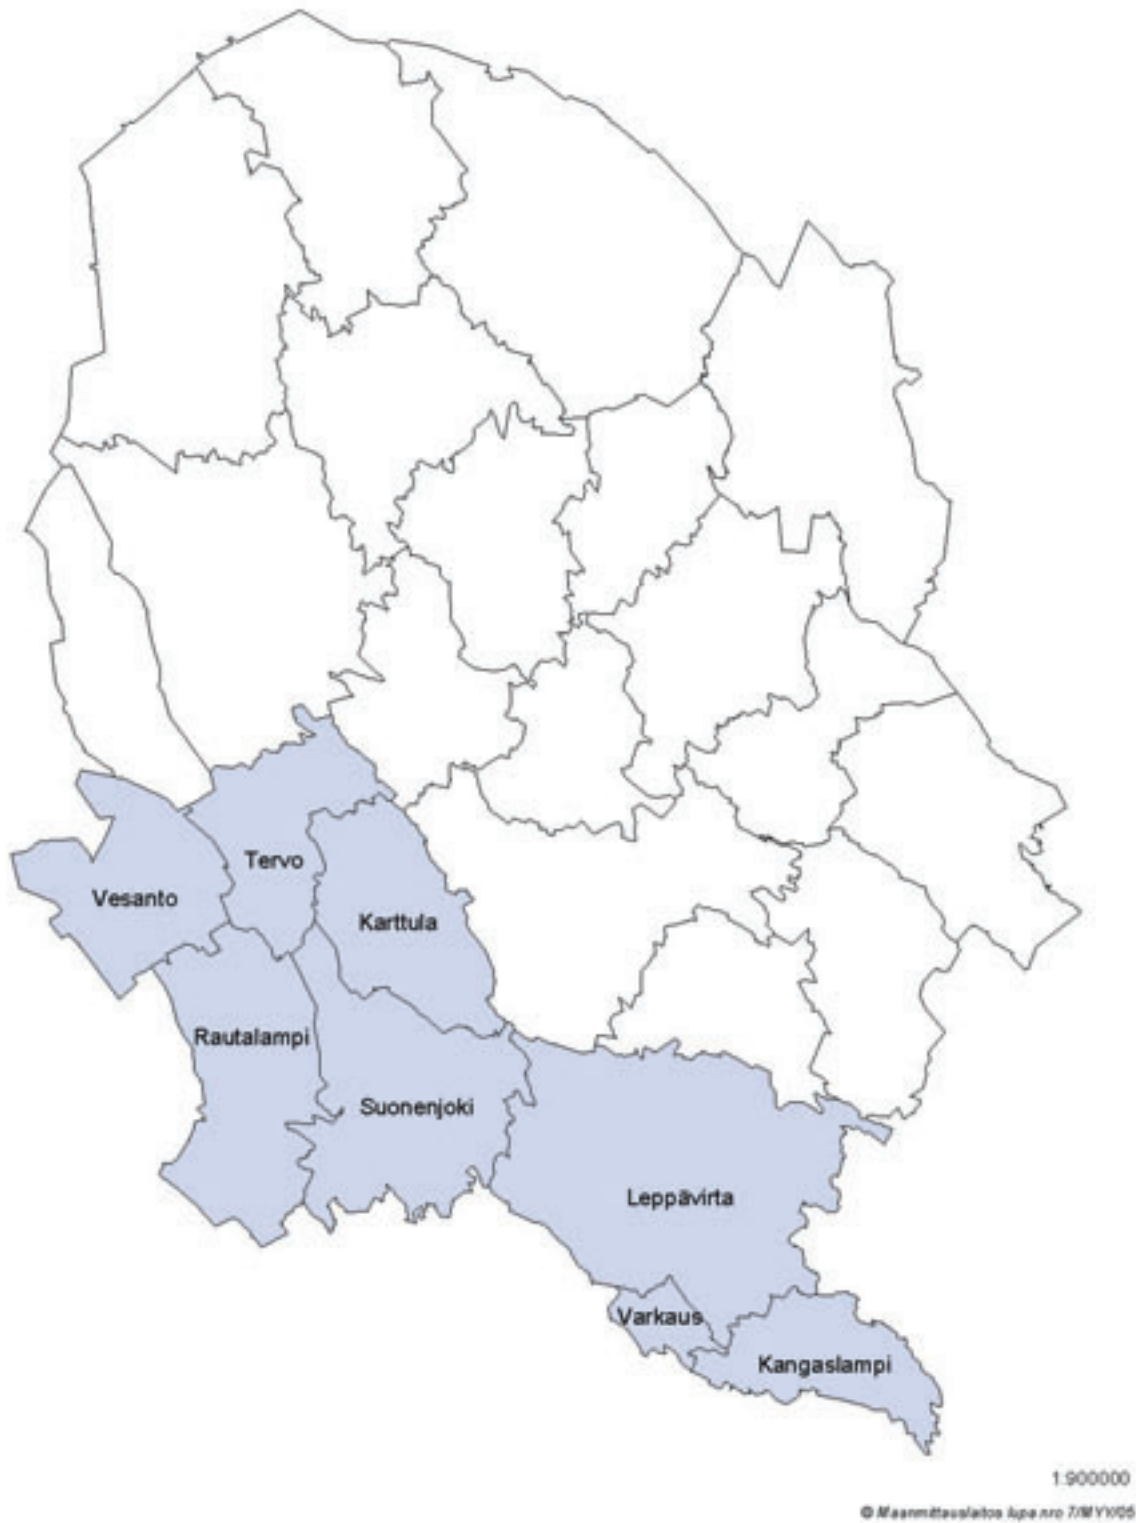 Tervo
Vesanto
Karttula
Rautalampi
Suonenjoki
Leppävirta
Varkaus
Kangaslampi
1:900000
© Maanmittauslaitos lupa nro 7/MYY/05